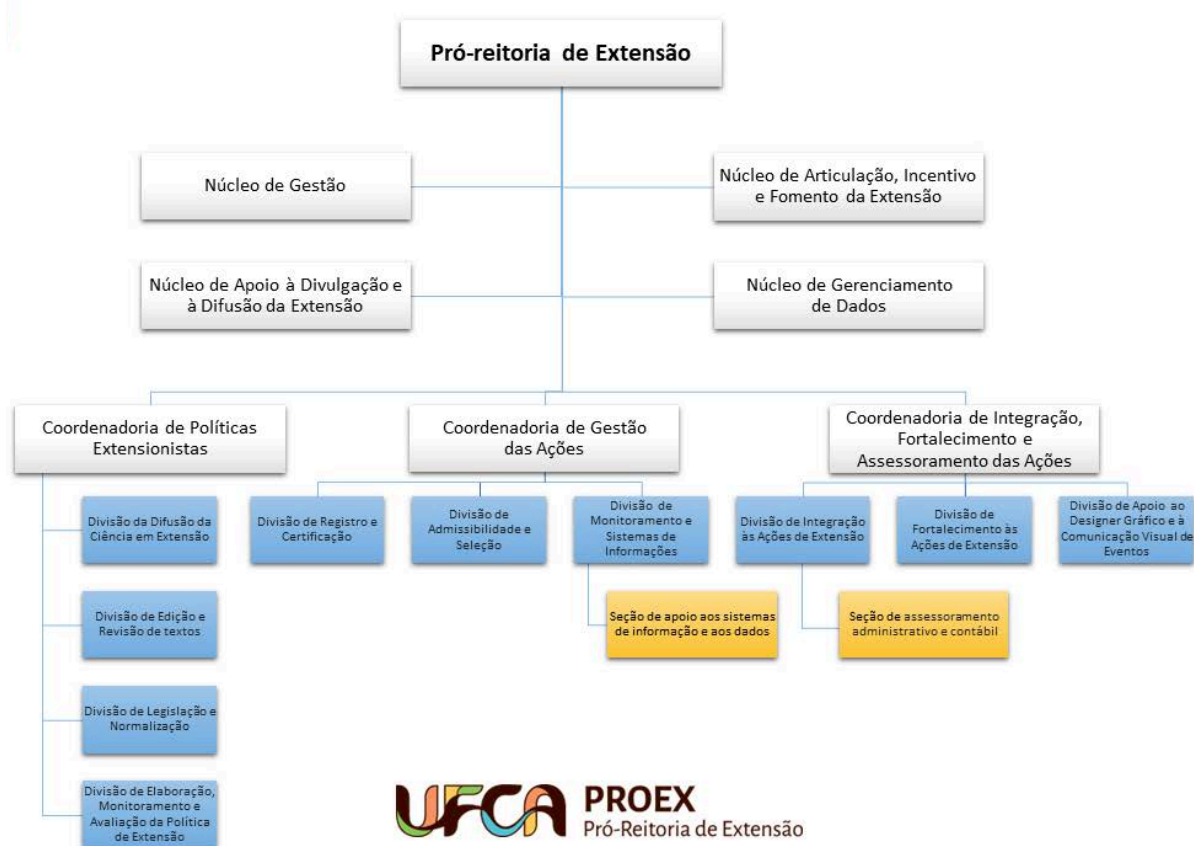 Pró-reitoria de Extensão
Núcleo de Gestão
Núcleo de Articulação, Incentivo
e Fomento da Extensão
Núcleo de Apoio à Divulgação e
à Difusão da Extensão
Núcleo de Gerenciamento
de Dados
Coordenadoria de Políticas
Extensionistas
Coordenadoria de Gestão
das Ações
Coordenadoria de Integração,
Fortalecimento e
Assessoramento das Ações
Divisão da Difusão da
Ciência em Extensão
Divisão de Registro e
Certificação
Divisão de
Admissibilidade e
Seleção
Divisão de
Monitoramento e
Sistemas de
Informações
Divisão de Integração
às Ações de Extensão
Divisão de
Fortalecimento às
Ações de Extensão
Divisão de Apoio ao
Designer Gráfico e à
Comunicação Visual de
Eventos
Divisão de Edição e
Revisão de textos
Seção de apoio aos sistemas
de informação e aos dados
Seção de assessoramento
administrativo e contábil
Divisão de Legislação e
Normalização
Divisão de Elaboração,
Monitoramento e
Avaliação da Política
de Extensão
UFCA
PROEX
Pró-Reitoria de Extensão